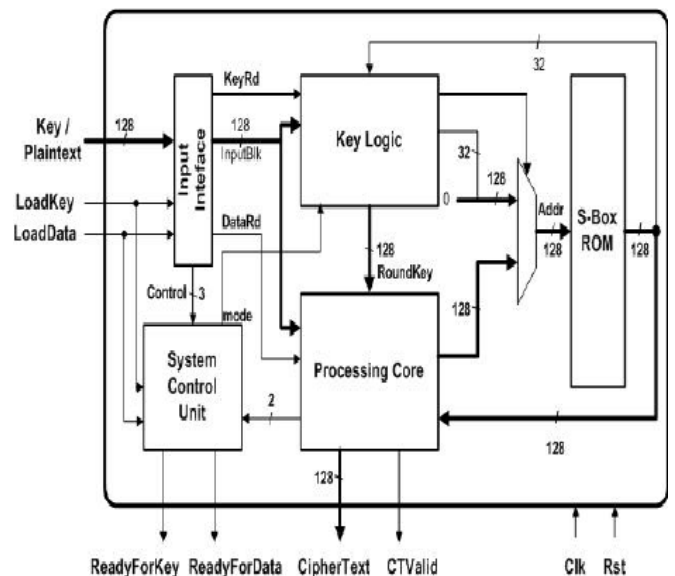 32
KeyRd
Key /
Plaintext
128
Input
Inteface
128
InputBlk
Key Logic
32
0
128
Addr
128
S-Box
ROM
128
LoadKey
LoadData
DataRd
128
RoundKey
Control
3
mode
System
Control
Unit
2
Processing Core
128
128
128
ReadyForKey
ReadyForData
CipherText
CTValid
Clk
Rst